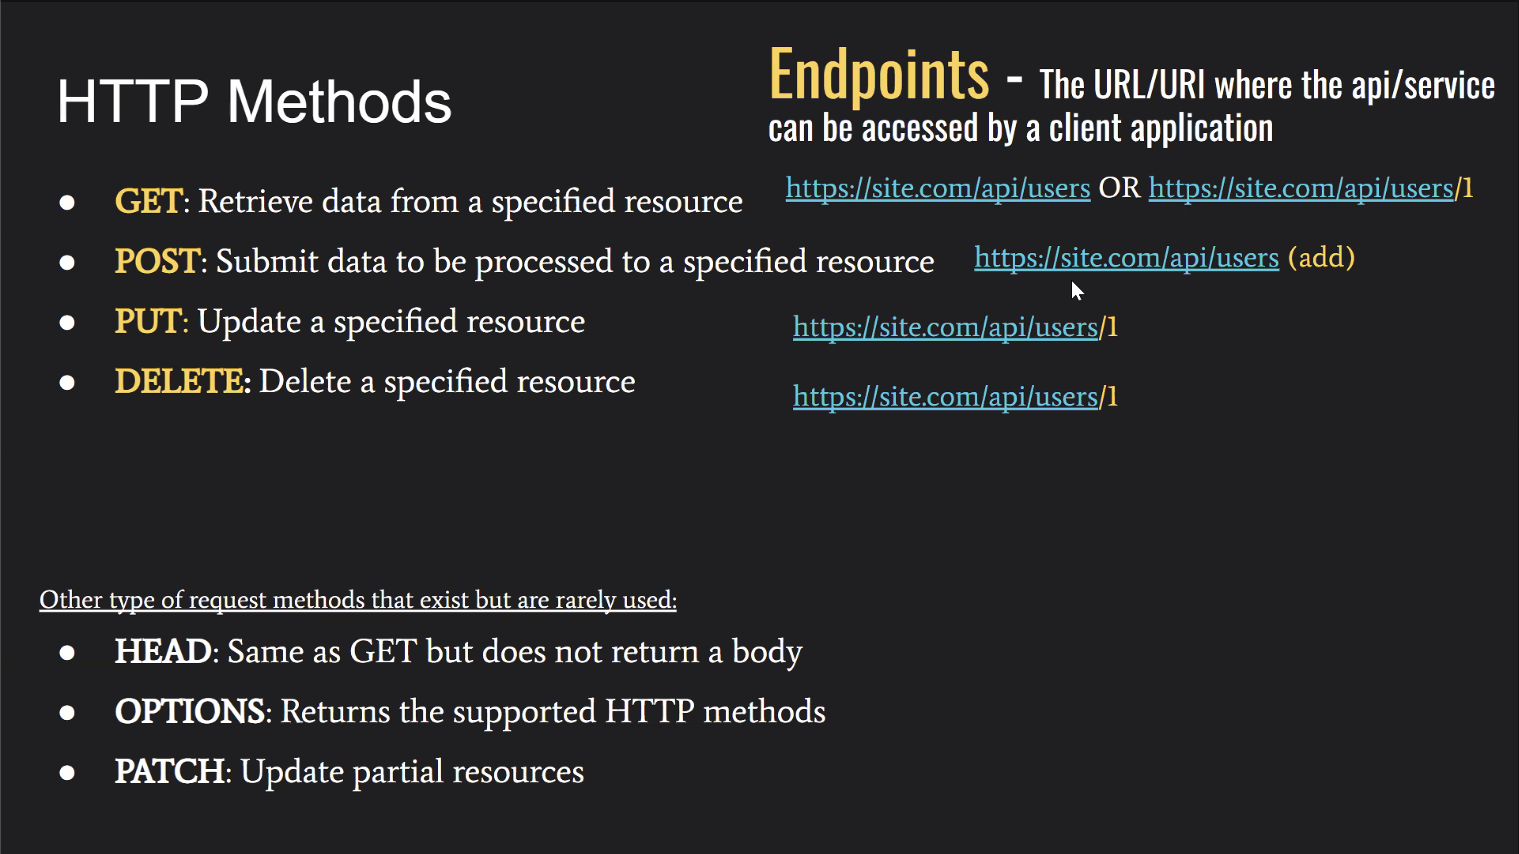 HTTP Methods
Endpoints - The URL/URI where the api/service
can be accessed by a client application
● GET: Retrieve data from a specified resource
https://site.com/api/users OR https://site.com/api/users/1
● POST: Submit data to be processed to a specified resource
https://site.com/api/users (add)
● PUT: Update a specified resource
https://site.com/api/users/1
● DELETE: Delete a specified resource
https://site.com/api/users/1
Other type of request methods that exist but are rarely used:
● HEAD: Same as GET but does not return a body
● OPTIONS: Returns the supported HTTP methods
● PATCH: Update partial resources